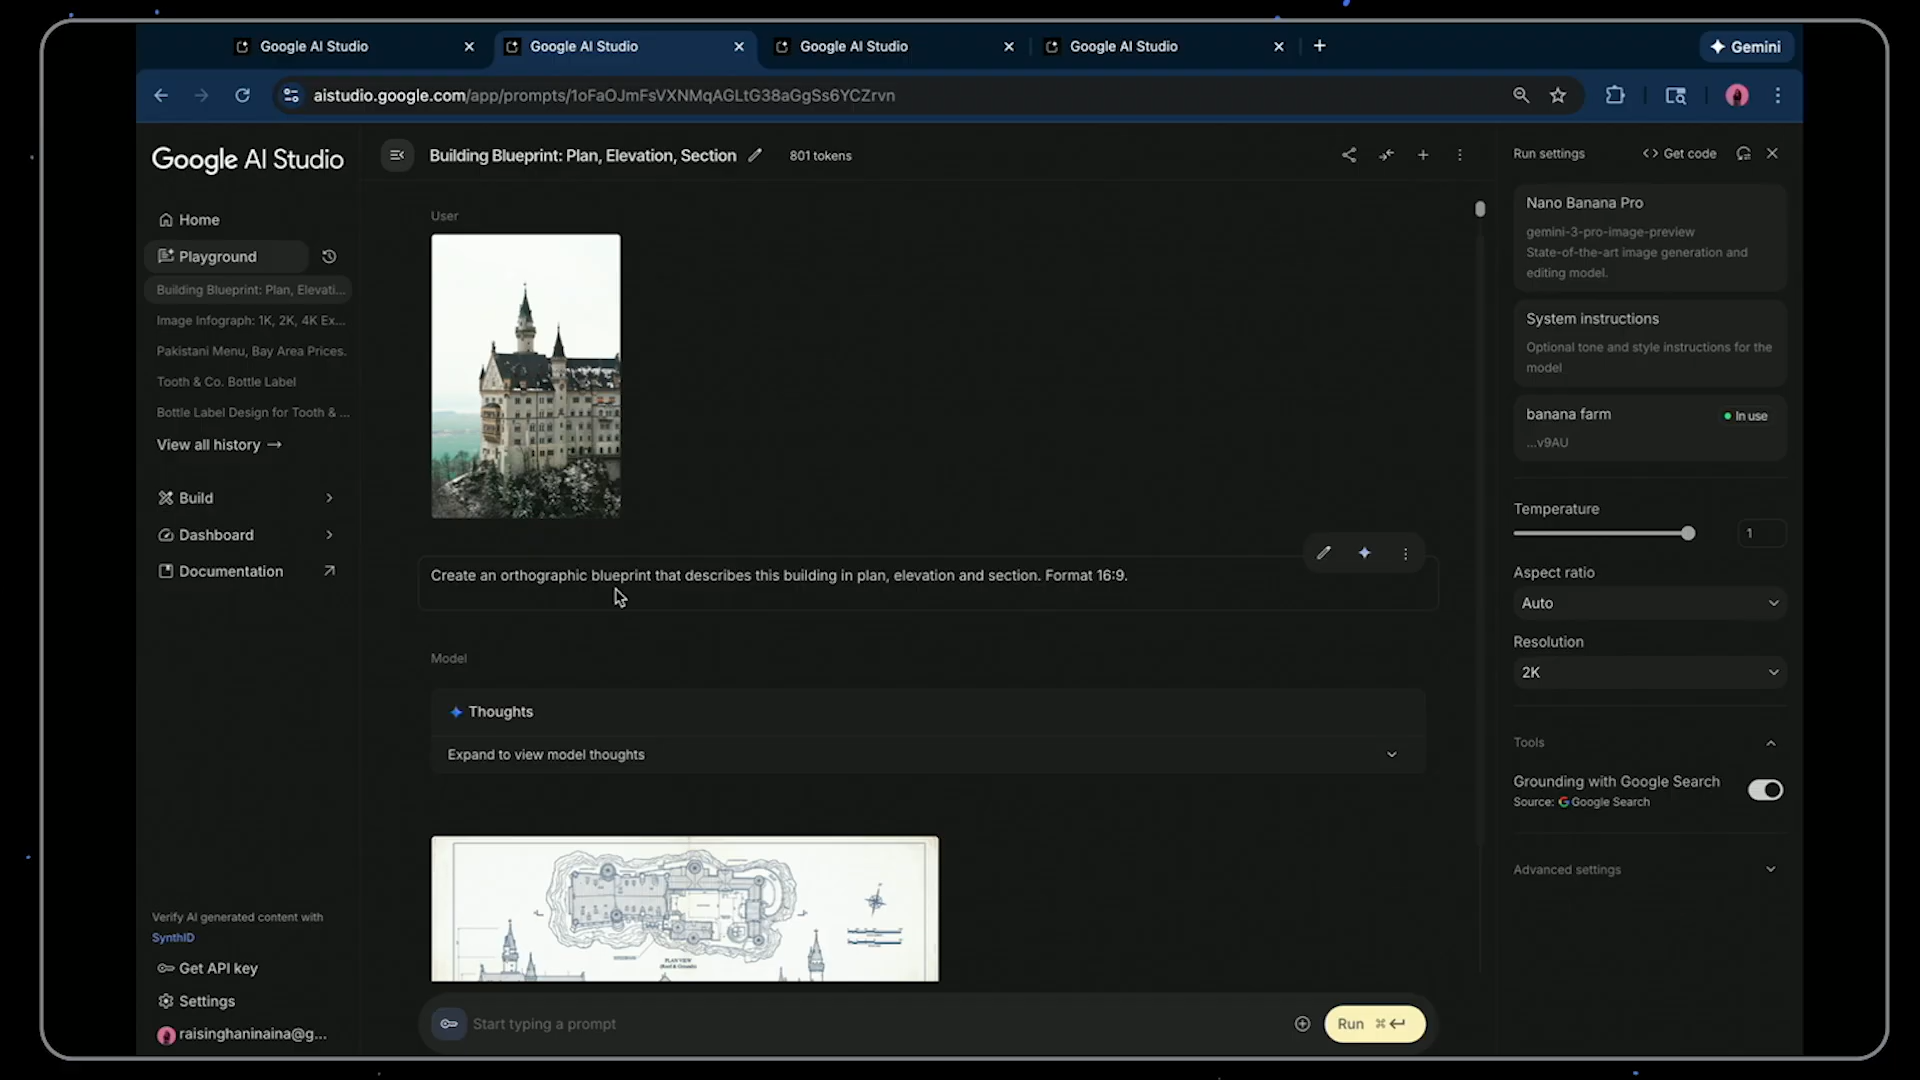 Google AI Studio
Google AI Studio
Google AI Studio
Google AI Studio
Gemini
aistudio.google.com/app/prompts/1oFaOJmFsVXNMqAGLtG38aGgSs6YCZrvn
Google AI Studio
Home
Playground
Building Blueprint: Plan, Elevati...
Image Infograph: 1K, 2K, 4K Ex...
Pakistani Menu, Bay Area Prices.
Tooth & Co. Bottle Label
Bottle Label Design for Tooth & ...
View all history →
Build
Dashboard
Documentation
Verify AI generated content with
SynthID
Get API key
Settings
raisinghaninaina@g...
Building Blueprint: Plan, Elevation, Section
801 tokens
User
Create an orthographic blueprint that describes this building in plan, elevation and section. Format 16:9.
Model
Thoughts
Expand to view model thoughts
PLAN VIEW
(Roof & Grounds)
Start typing a prompt
Run ⌘↵
Run settings
<> Get code
Nano Banana Pro
gemini-3-pro-image-preview
State-of-the-art image generation and
editing model.
System instructions
Optional tone and style instructions for the
model
banana farm
In use
...v9AU
Temperature
1
Aspect ratio
Auto
Resolution
2K
Tools
Grounding with Google Search
Source: Google Search
Advanced settings